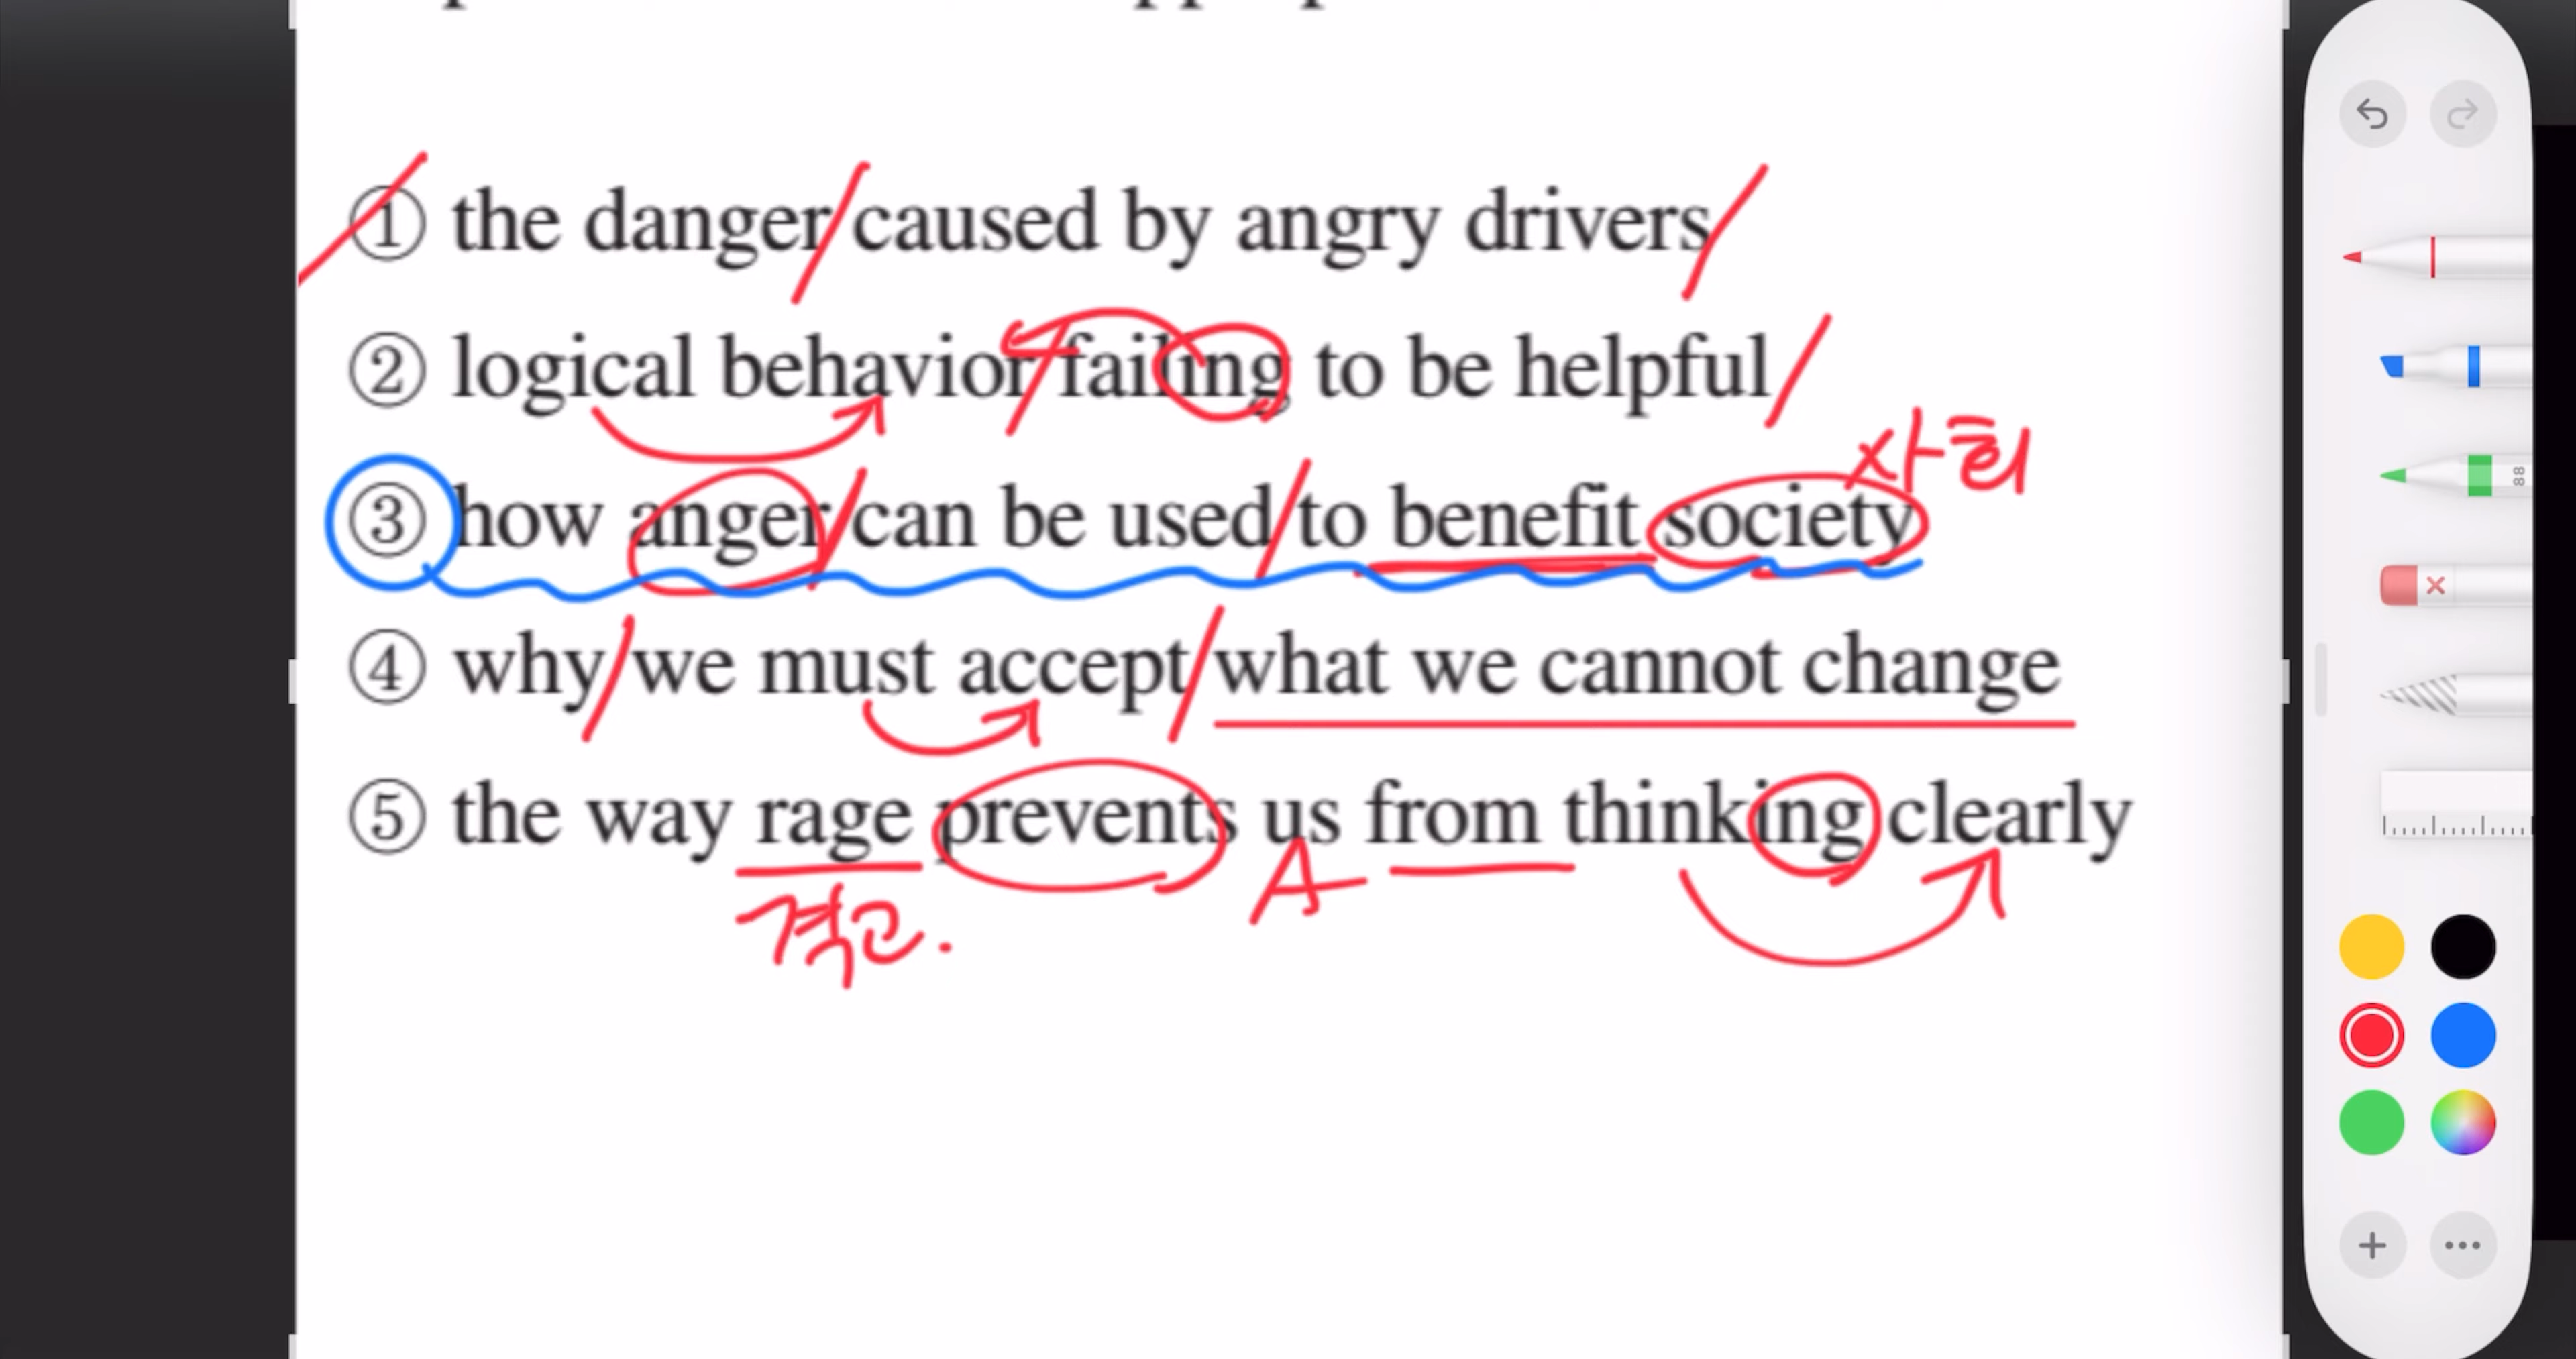 ① the danger caused by angry drivers
② logical behavior failing to be helpful
사회
③ how anger can be used to benefit society
④ why we must accept what we cannot change
⑤ the way rage prevents us from thinking clearly
A
격분.
88